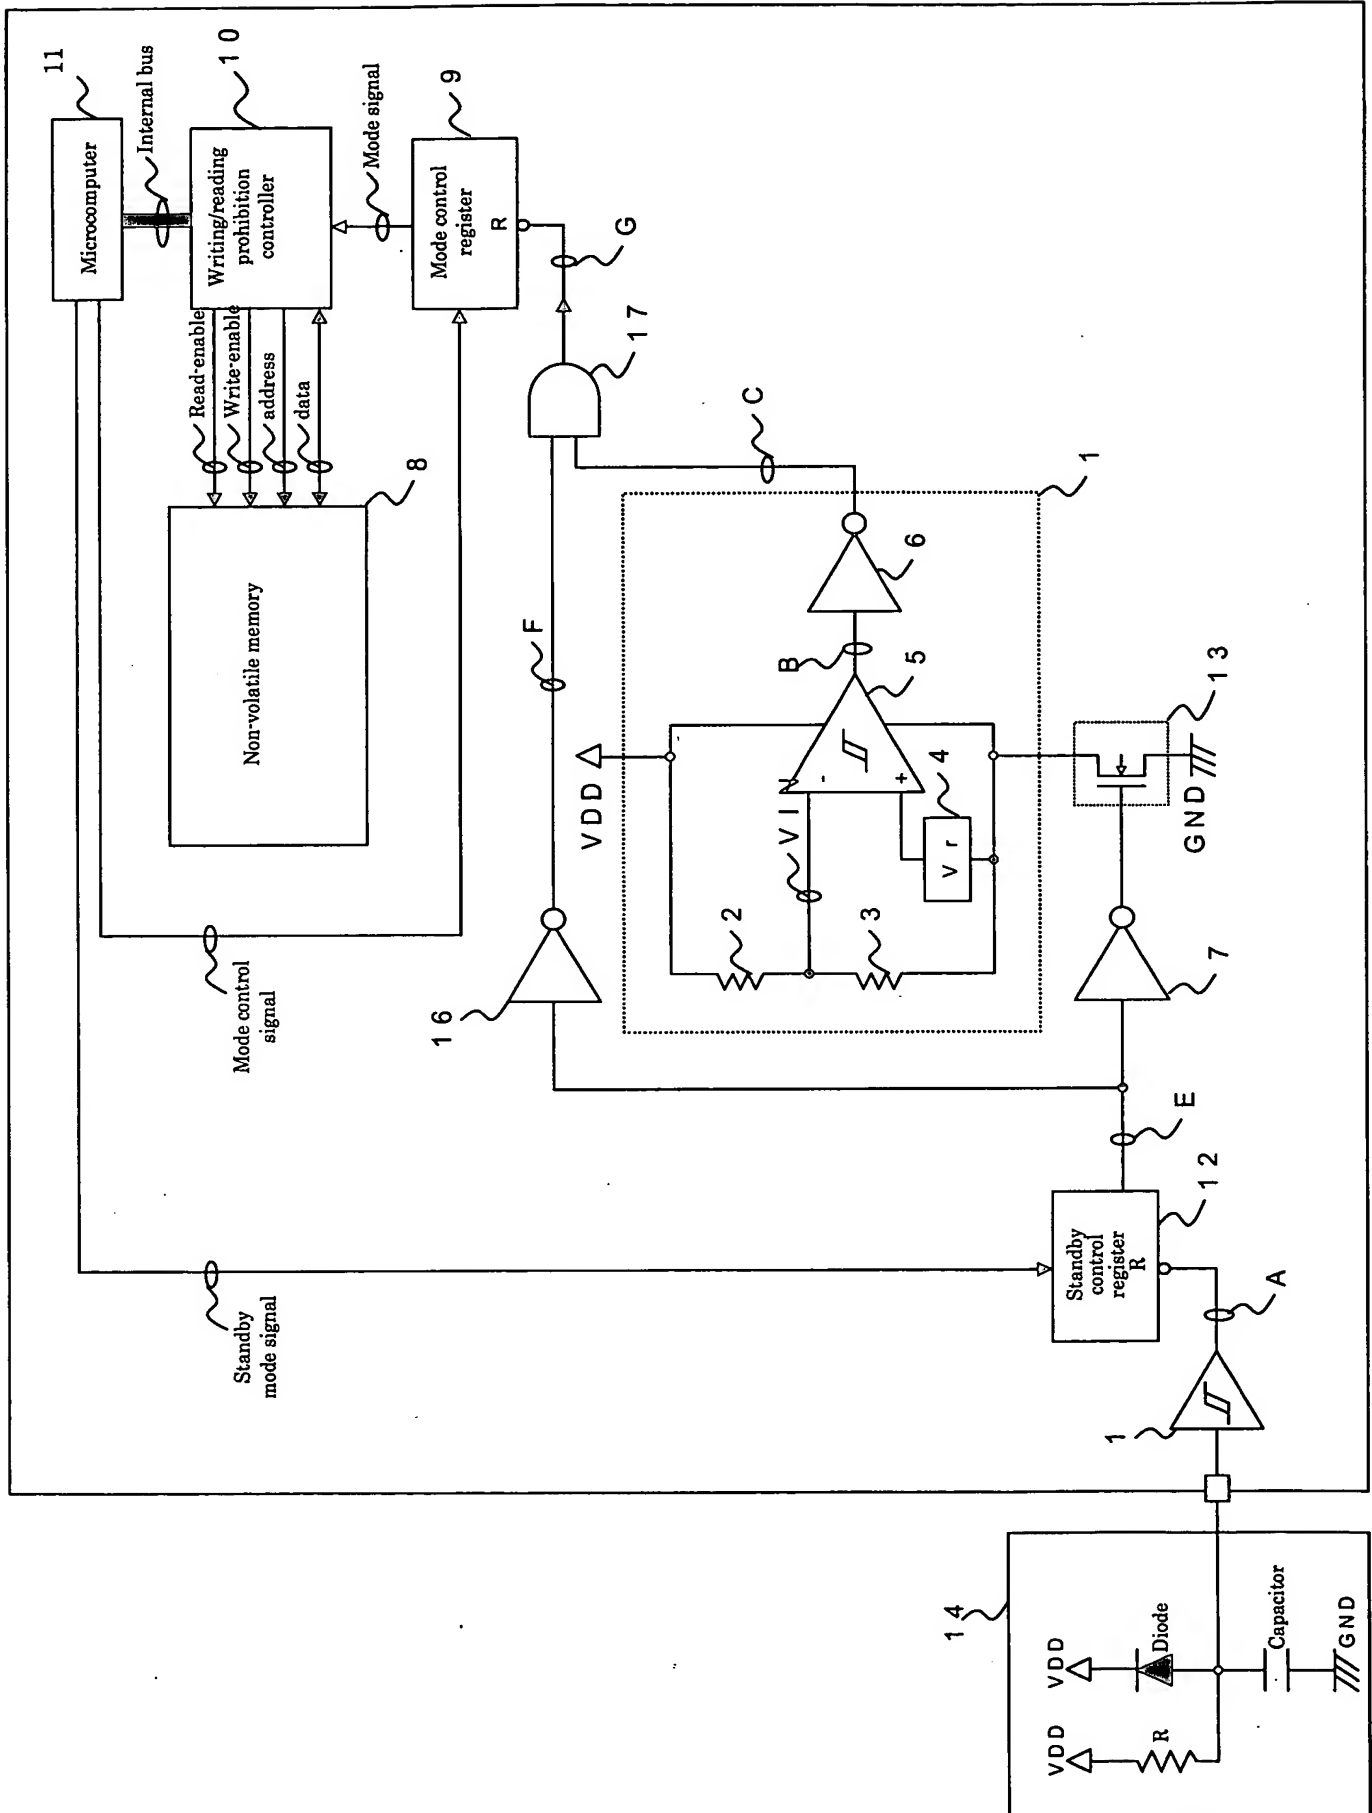 11
Microcomputer
Internal bus
10
Writing/reading
prohibition
controller
Mode signal
9
Mode control
register
R
G
17
Read-enable
Write-enable
address
data
8
Non-volatile memory
Mode control
signal
Standby
mode signal
F
C
1
16
VDD
2
3
VI
-
+
Vr
4
B
5
6
13
GND
7
E
Standby
control
register
R
12
A
1
14
VDD
VDD
R
Diode
Capacitor
GND